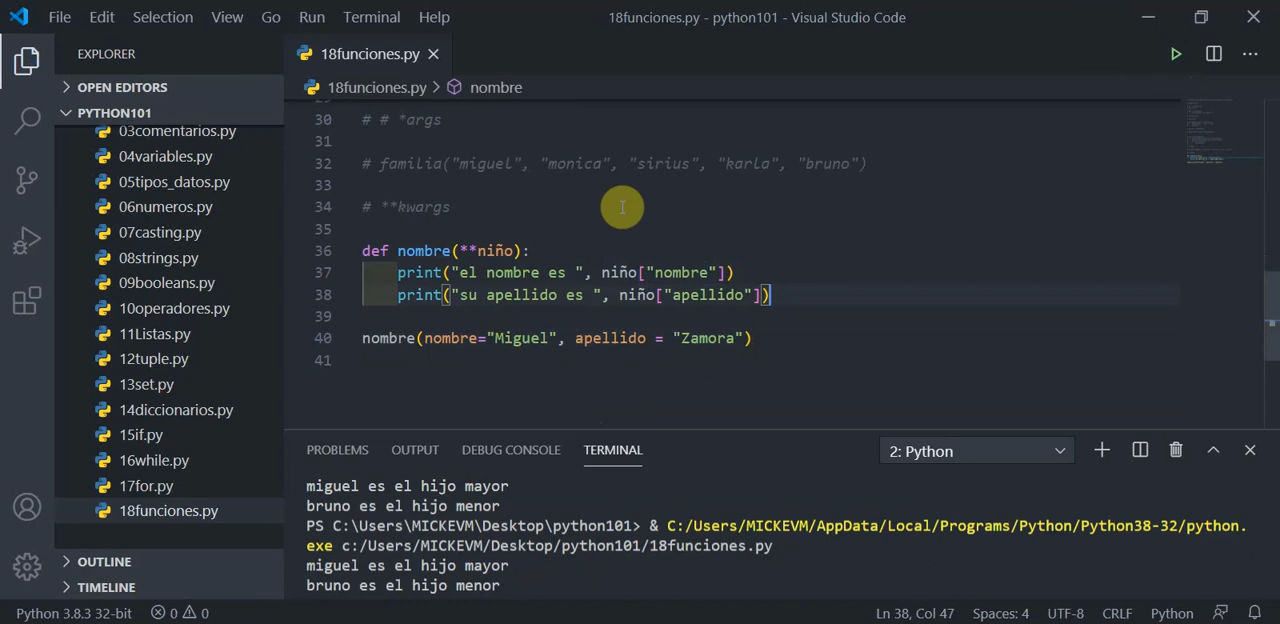 File Edit Selection View Go Run Terminal Help 18funciones.py - python101 - Visual Studio Code
EXPLORER
OPEN EDITORS
PYTHON101
03comentarios.py
04variables.py
05tipos_datos.py
06numeros.py
07casting.py
08strings.py
09booleans.py
10operadores.py
11Listas.py
12tuple.py
13set.py
14diccionarios.py
15if.py
16while.py
17for.py
18funciones.py
OUTLINE
TIMELINE
18funciones.py
18funciones.py > nombre
30 # # *args
31
32 # familia("miguel", "monica", "sirius", "karla", "bruno")
33
34 # **kwargs
35
36 def nombre(**niño):
37 print("el nombre es ", niño["nombre"])
38 print("su apellido es ", niño["apellido"])
39
40 nombre(nombre="Miguel", apellido = "Zamora")
41
PROBLEMS OUTPUT DEBUG CONSOLE TERMINAL 2: Python
miguel es el hijo mayor
bruno es el hijo menor
PS C:\Users\MICKEVM\Desktop\python101> & C:/Users/MICKEVM/AppData/Local/Programs/Python/Python38-32/python.
exe c:/Users/MICKEVM/Desktop/python101/18funciones.py
miguel es el hijo mayor
bruno es el hijo menor
Python 3.8.3 32-bit 0 0 Ln 38, Col 47 Spaces: 4 UTF-8 CRLF Python